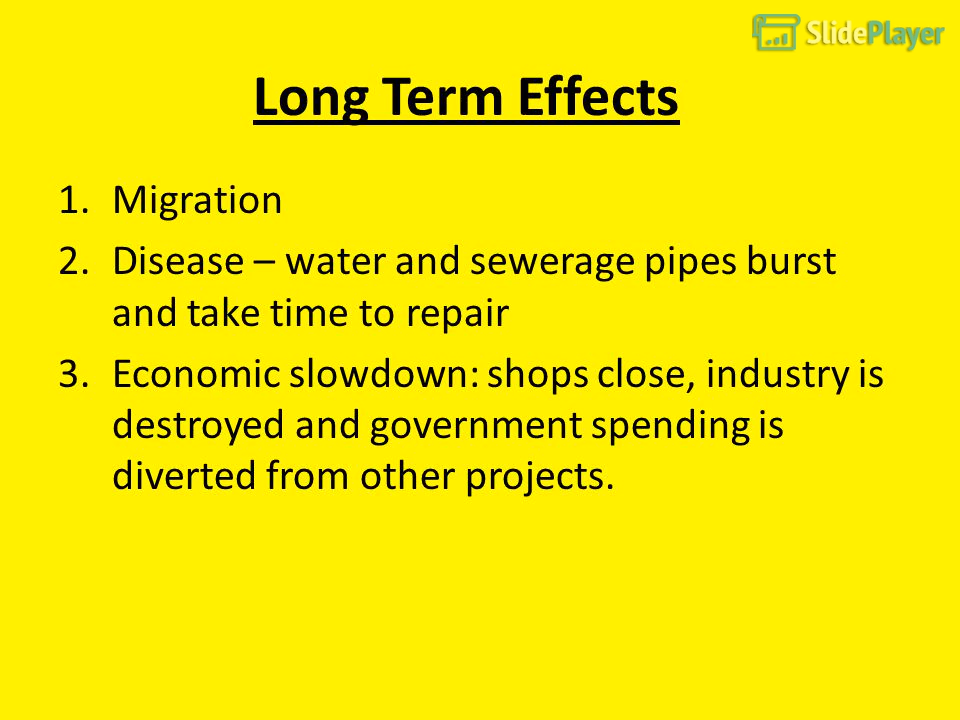 SlidePlayer
Long Term Effects
1. Migration
2. Disease – water and sewerage pipes burst
and take time to repair
3. Economic slowdown: shops close, industry is
destroyed and government spending is
diverted from other projects.